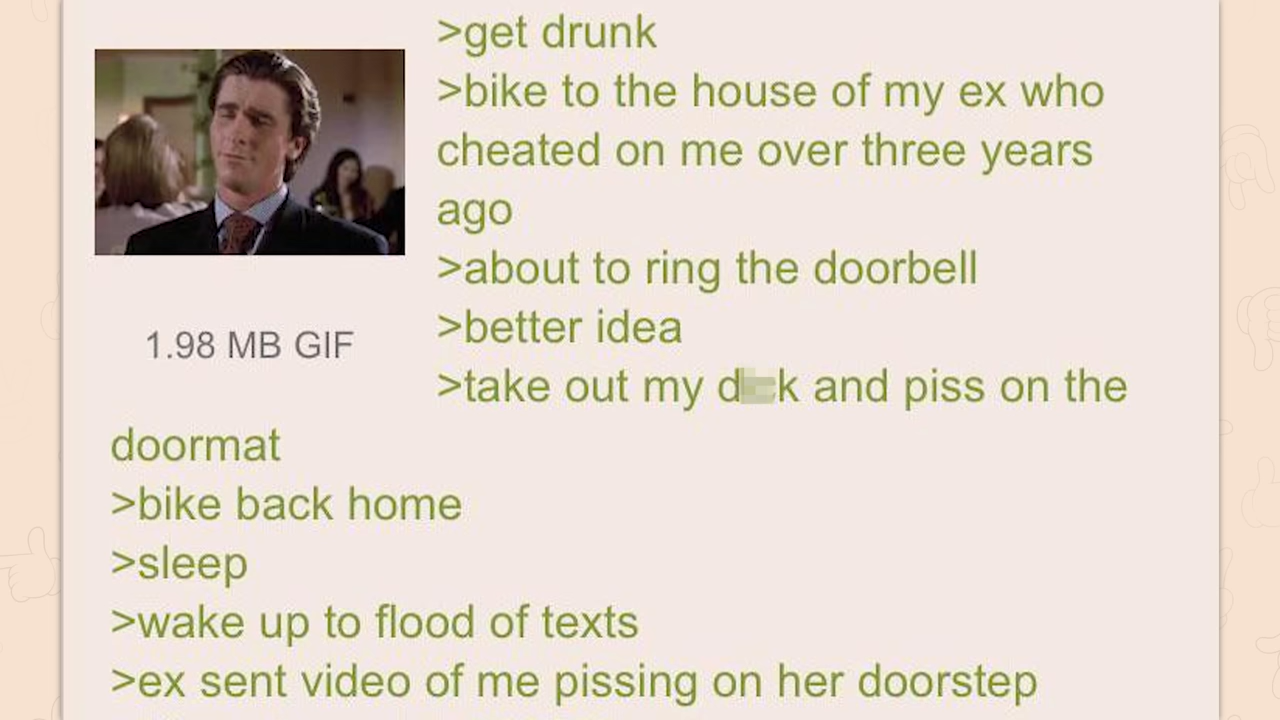 >get drunk
>bike to the house of my ex who
cheated on me over three years
ago
>about to ring the doorbell
>better idea
1.98 MB GIF
>take out my d k and piss on the
doormat
>bike back home
>sleep
>wake up to flood of texts
>ex sent video of me pissing on her doorstep